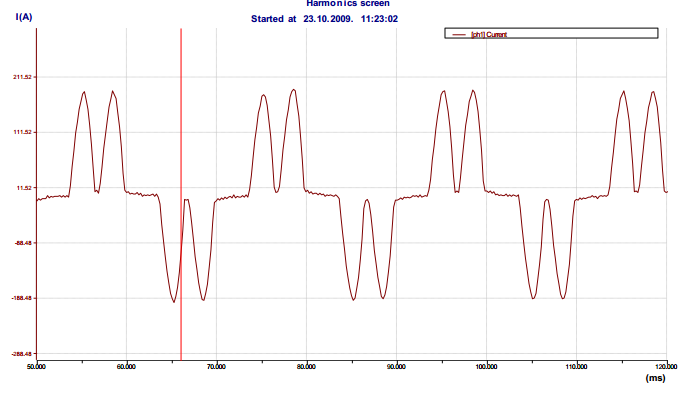 Harmonics screen
I(A)
Started at 23.10.2009. 11:23:02
[ph1] Current
211.52
111.52
11.52
-88.48
-188.48
-288.48
50.000 60.000 70.000 80.000 90.000 100.000 110.000 120.000
(ms)